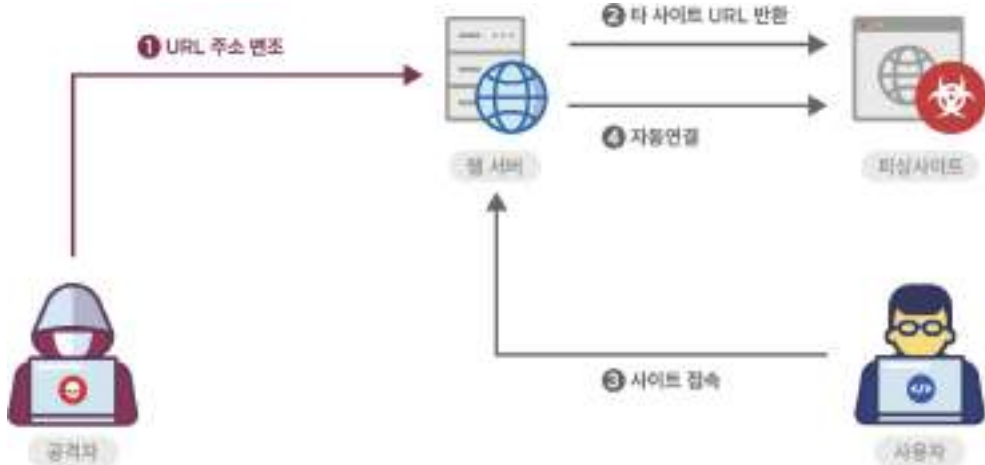 ❶ URL 주소 변조
❷ 타 사이트 URL 반환
❹ 자동연결
웹 서버
피싱사이트
❸ 사이트 접속
공격자
사용자